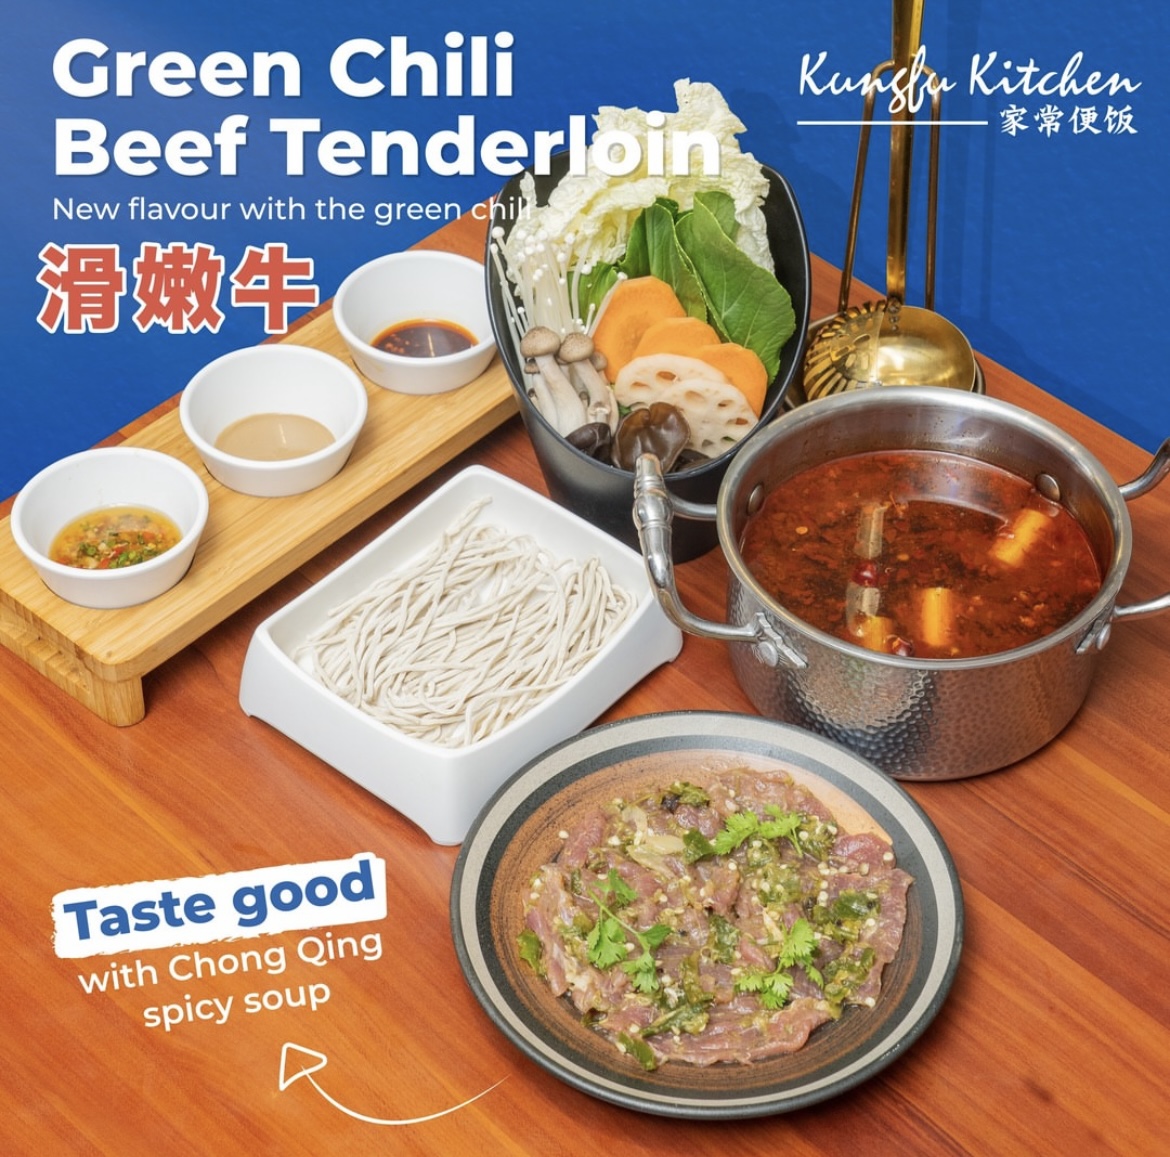 Green Chili
Beef Tenderloin
New flavour with the green chili
滑嫩牛
Kungfu Kitchen
家常便饭
Taste good
with Chong Qing
spicy soup